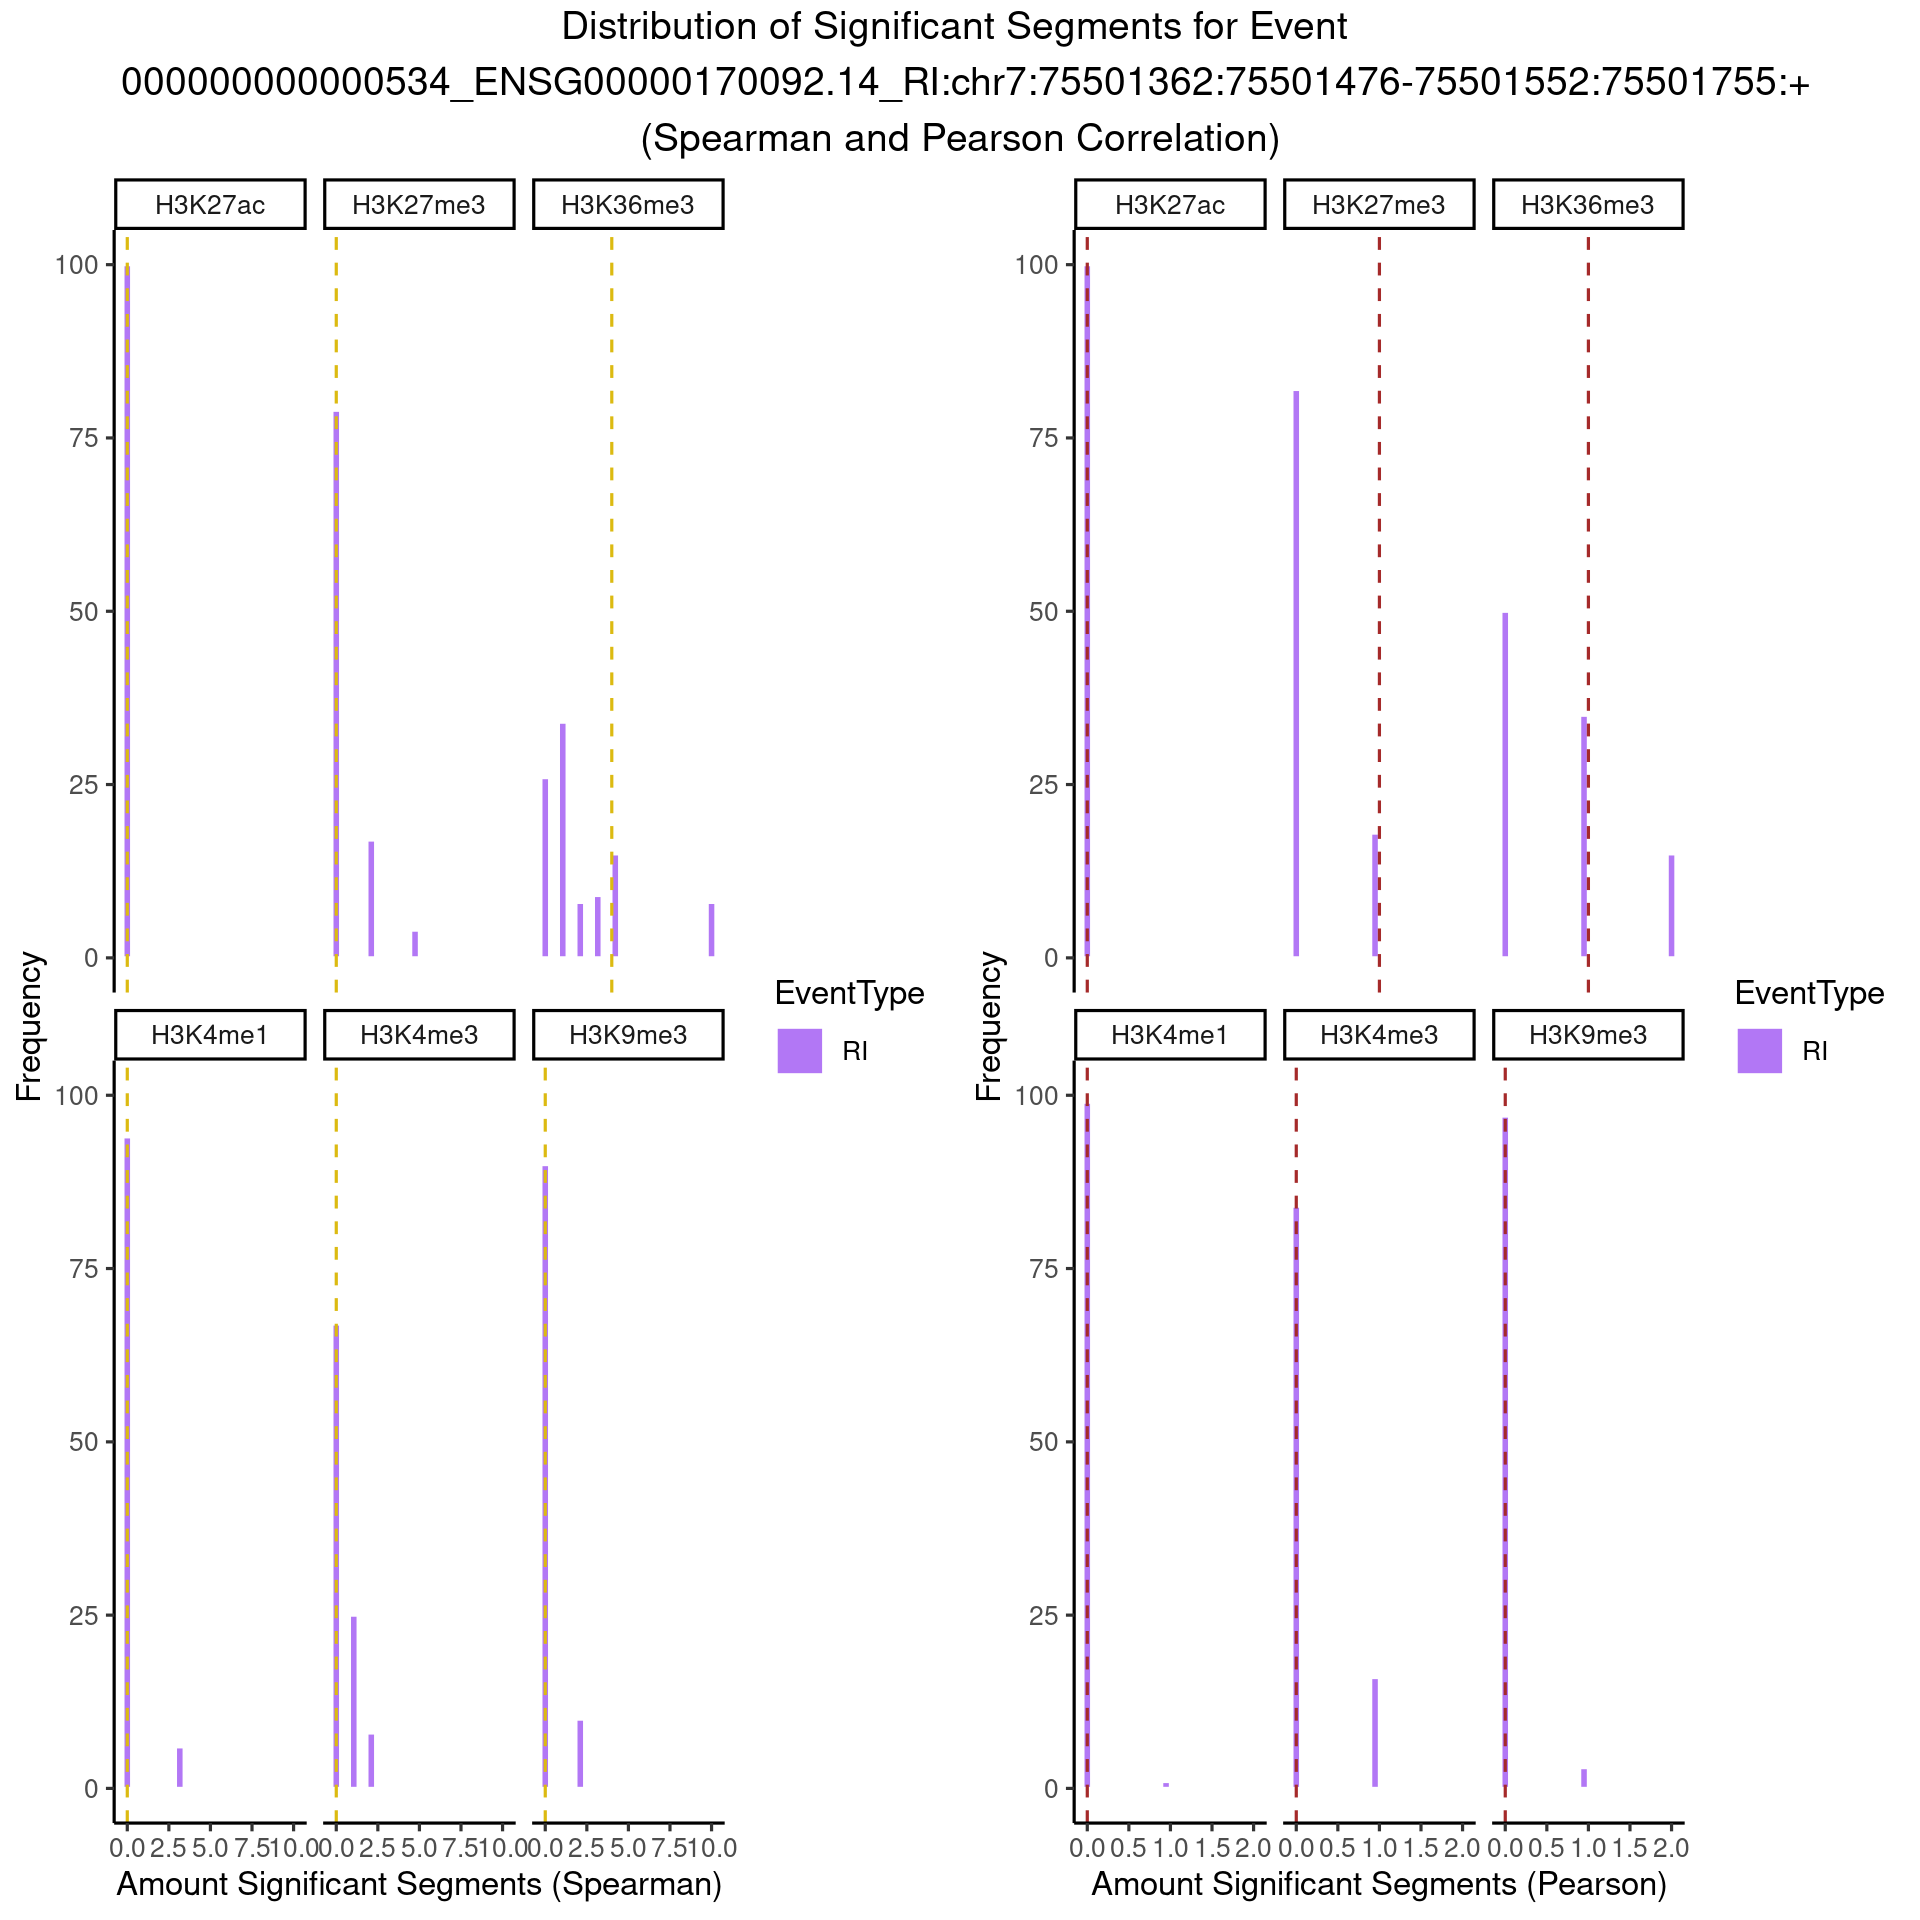 Distribution of Significant Segments for Event
000000000000534_ENSG00000170092.14_RI:chr7:75501362:75501476-75501552:75501755:+
(Spearman and Pearson Correlation)
H3K27ac H3K27me3 H3K36me3
100
75
50
25
0
H3K4me1 H3K4me3 H3K9me3
100
75
50
25
0
0.0 2.5 5.0 7.5 10.0 0.0 2.5 5.0 7.5 10.0 0.0 2.5 5.0 7.5 10.0
Frequency
Amount Significant Segments (Spearman)
EventType
RI
H3K27ac H3K27me3 H3K36me3
100
75
50
25
0
H3K4me1 H3K4me3 H3K9me3
100
75
50
25
0
0.0 0.5 1.0 1.5 2.0 0.0 0.5 1.0 1.5 2.0 0.0 0.5 1.0 1.5 2.0
Frequency
Amount Significant Segments (Pearson)
EventType
RI